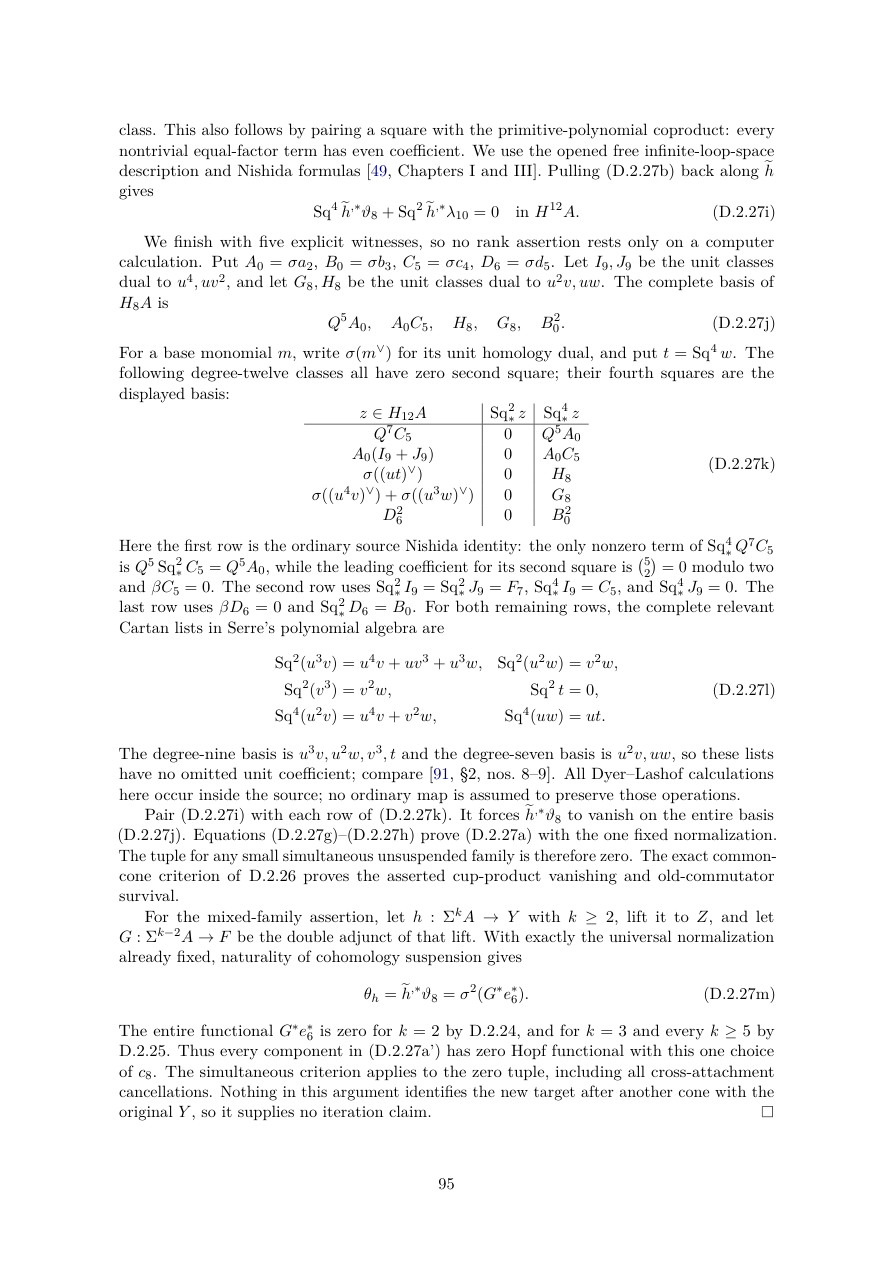 class. This also follows by pairing a square with the primitive-polynomial coproduct: every
nontrivial equal-factor term has even coefficient. We use the opened free infinite-loop-space
description and Nishida formulas [49, Chapters I and III]. Pulling (D.2.27b) back along h̃
gives
Sq⁴ h̃′*ϑ₈ + Sq² h̃′*λ₁₀ = 0 in H¹²A. (D.2.27i)
We finish with five explicit witnesses, so no rank assertion rests only on a computer
calculation. Put A₀ = σa₂, B₀ = σb₃, C₅ = σc₄, D₆ = σd₅. Let I₉, J₉ be the unit classes
dual to u⁴, uv², and let G₈, H₈ be the unit classes dual to u²v, uw. The complete basis of
H₈A is
Q⁵A₀, A₀C₅, H₈, G₈, B₀². (D.2.27j)
For a base monomial m, write σ(m^∨) for its unit homology dual, and put t = Sq⁴ w. The
following degree-twelve classes all have zero second square; their fourth squares are the
displayed basis:
z ∈ H₁₂A | Sq²_* z | Sq⁴_* z
Q⁷C₅ | 0 | Q⁵A₀
A₀(I₉ + J₉) | 0 | A₀C₅
σ((ut)^∨) | 0 | H₈
σ((u⁴v)^∨) + σ((u³w)^∨) | 0 | G₈
D₆² | 0 | B₀²
(D.2.27k)
Here the first row is the ordinary source Nishida identity: the only nonzero term of Sq⁴_* Q⁷C₅
is Q⁵ Sq²_* C₅ = Q⁵A₀, while the leading coefficient for its second square is (5 2) = 0 modulo two
and βC₅ = 0. The second row uses Sq²_* I₉ = Sq²_* J₉ = F₇, Sq⁴_* I₉ = C₅, and Sq⁴_* J₉ = 0. The
last row uses βD₆ = 0 and Sq²_* D₆ = B₀. For both remaining rows, the complete relevant
Cartan lists in Serre's polynomial algebra are
Sq²(u³v) = u⁴v + uv³ + u³w, Sq²(u²w) = v²w,
Sq²(v³) = v²w, Sq² t = 0, (D.2.27l)
Sq⁴(u²v) = u⁴v + v²w, Sq⁴(uw) = ut.
The degree-nine basis is u³v, u²w, v³, t and the degree-seven basis is u²v, uw, so these lists
have no omitted unit coefficient; compare [91, §2, nos. 8–9]. All Dyer–Lashof calculations
here occur inside the source; no ordinary map is assumed to preserve those operations.
Pair (D.2.27i) with each row of (D.2.27k). It forces h̃′*ϑ₈ to vanish on the entire basis
(D.2.27j). Equations (D.2.27g)–(D.2.27h) prove (D.2.27a) with the one fixed normalization.
The tuple for any small simultaneous unsuspended family is therefore zero. The exact common-
cone criterion of D.2.26 proves the asserted cup-product vanishing and old-commutator
survival.
For the mixed-family assertion, let h : ΣᵏA → Y with k ≥ 2, lift it to Z, and let
G : Σᵏ⁻²A → F be the double adjunct of that lift. With exactly the universal normalization
already fixed, naturality of cohomology suspension gives
θₕ = h̃′*ϑ₈ = σ²(G*e₆*). (D.2.27m)
The entire functional G*e₆* is zero for k = 2 by D.2.24, and for k = 3 and every k ≥ 5 by
D.2.25. Thus every component in (D.2.27a') has zero Hopf functional with this one choice
of c₈. The simultaneous criterion applies to the zero tuple, including all cross-attachment
cancellations. Nothing in this argument identifies the new target after another cone with the
original Y, so it supplies no iteration claim. □
95